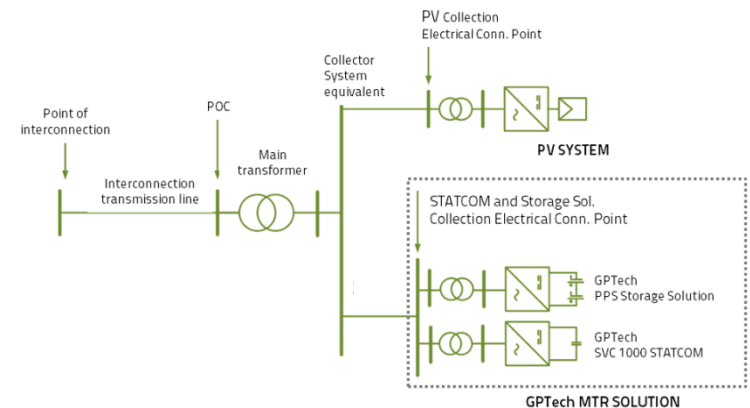 PV Collection
Electrical Conn. Point
Collector
System
equivalent
POC
Point of
interconnection
Main
transformer
Interconnection
transmission line
PV SYSTEM
STATCOM and Storage Sol.
Collection Electrical Conn. Point
GPTech
PPS Storage Solution
GPTech
SVC 1000 STATCOM
GPTech MTR SOLUTION